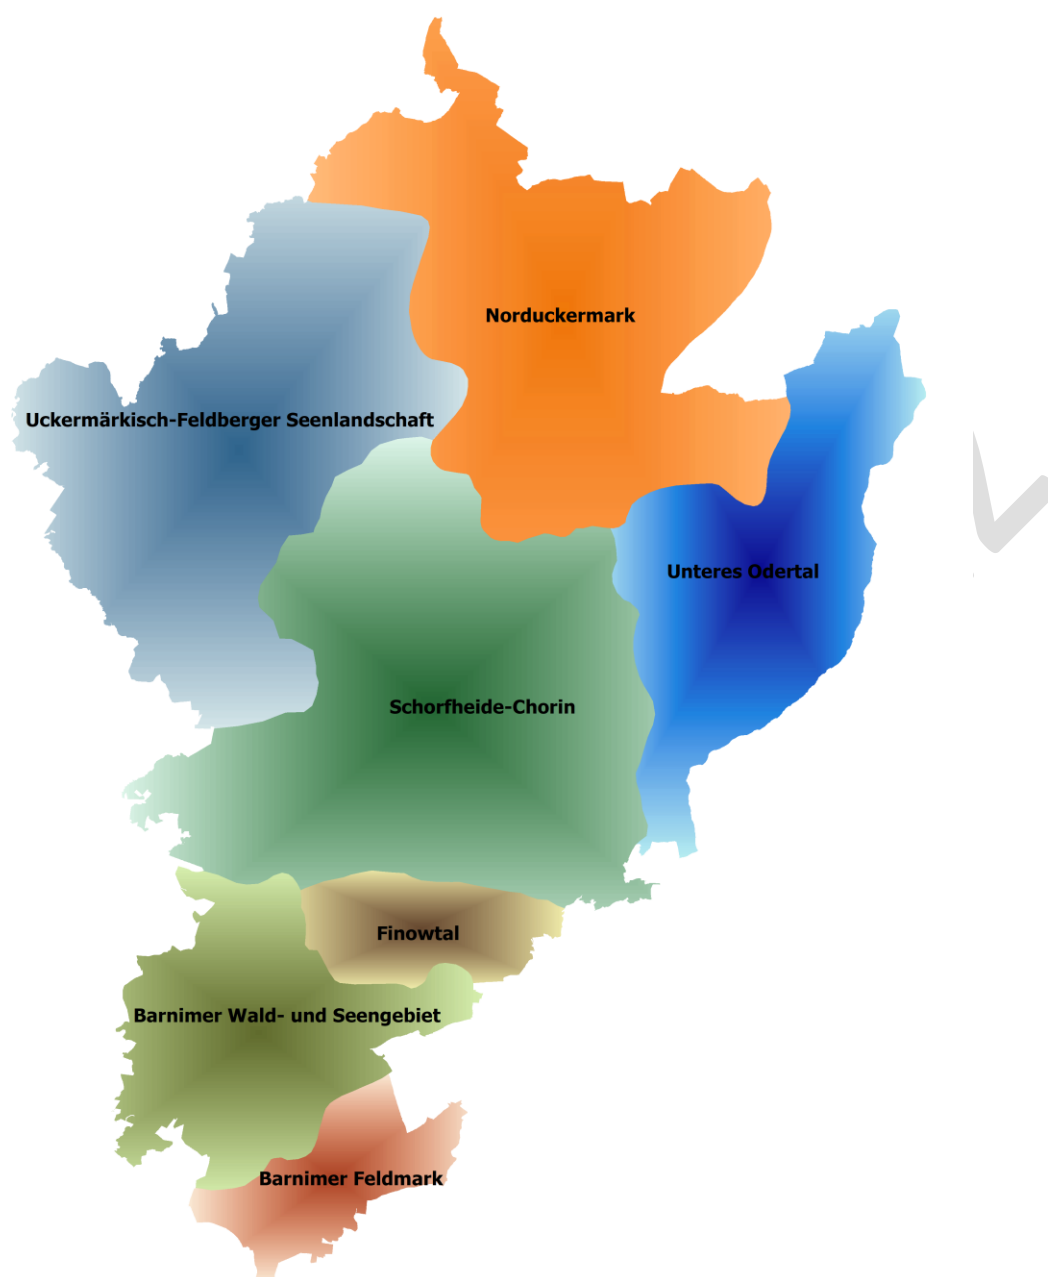 Norduckermark
Uckermärkisch-Feldberger Seenlandschaft
Unteres Odertal
Schorfheide-Chorin
Finowtal
Barnimer Wald- und Seengebiet
Barnimer Feldmark